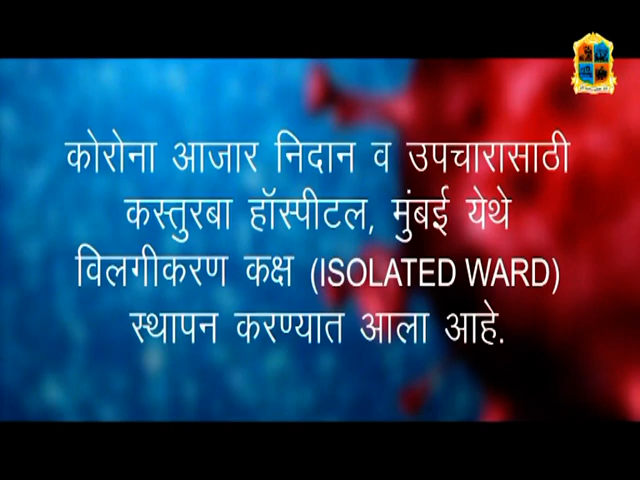 कोरोना आजार निदान व उपचारासाठी
कस्तुरबा हॉस्पीटल, मुंबई येथे
विलगीकरण कक्ष (ISOLATED WARD)
स्थापन करण्यात आला आहे.